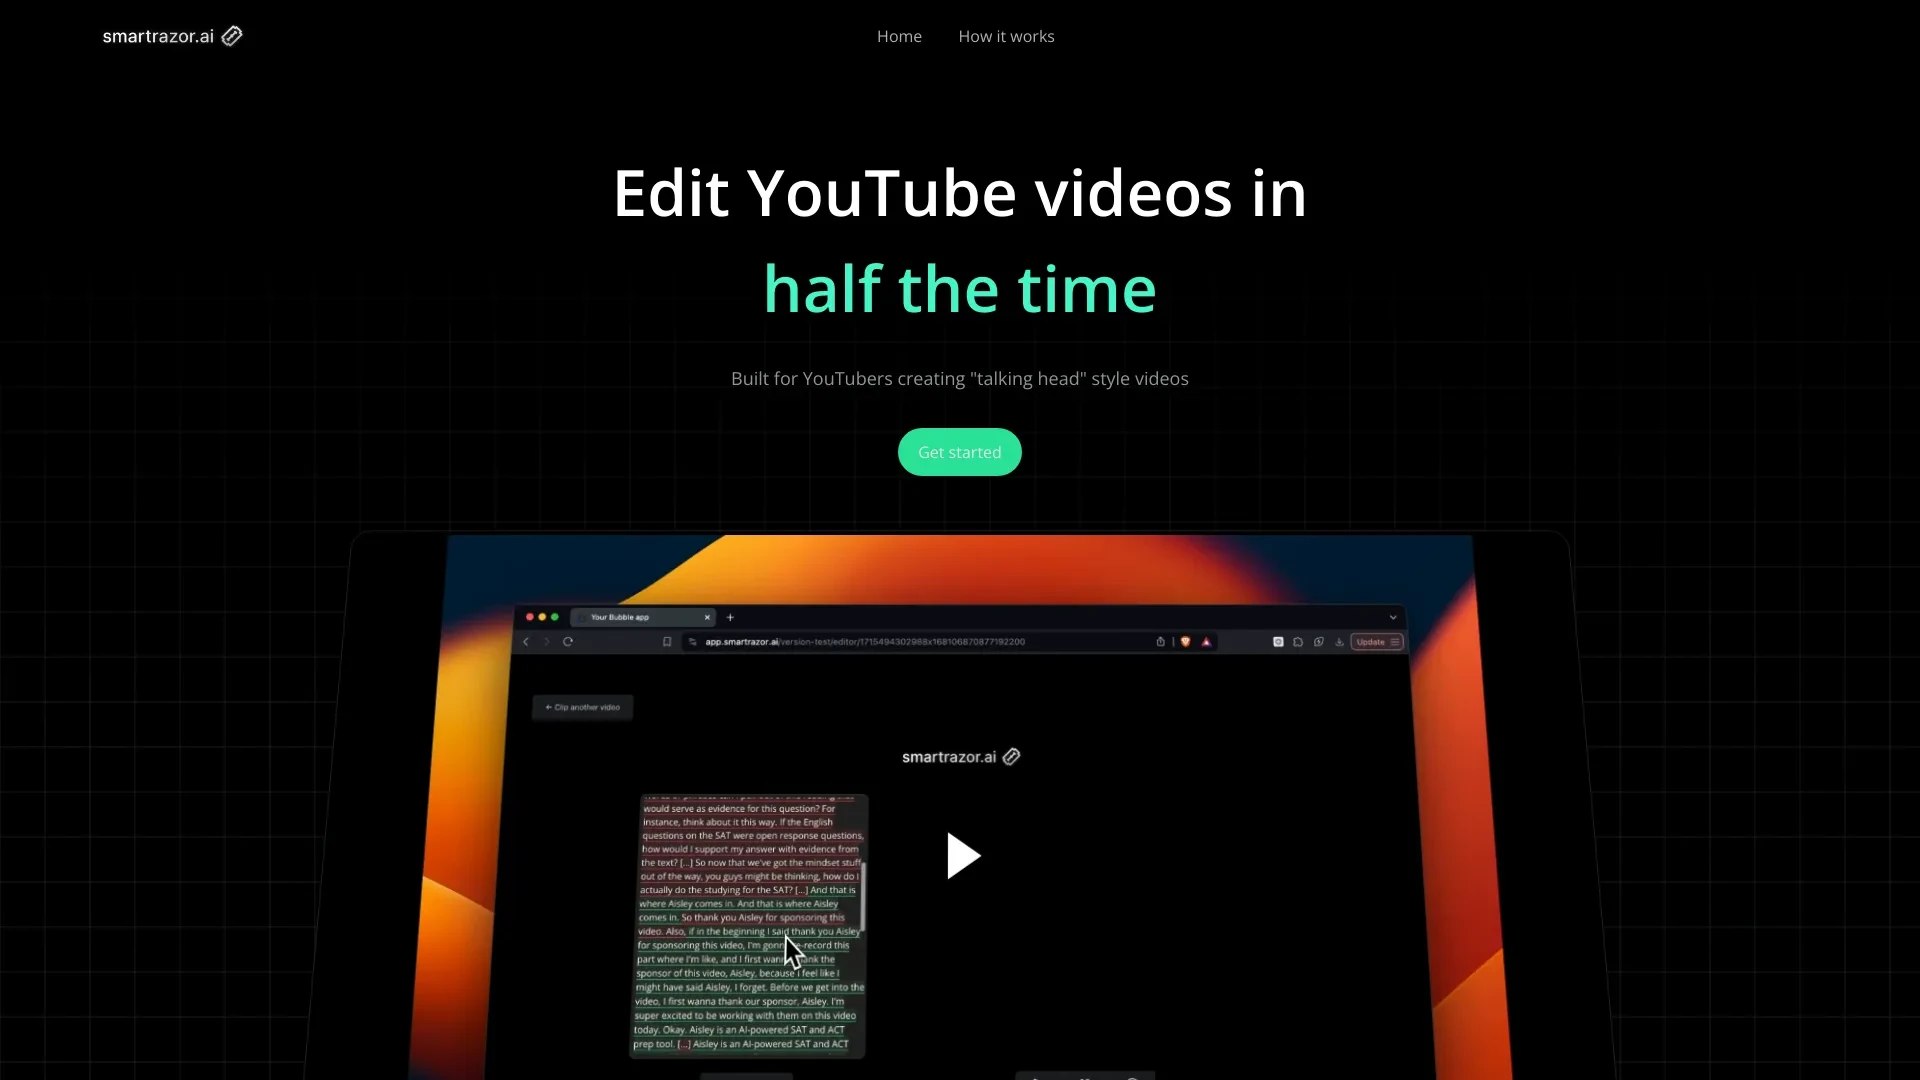 smartrazor.ai
Home
How it works
Edit YouTube videos in
half the time
Built for YouTubers creating "talking head" style videos
Get started
Your Bubble app
app.smartrazor.ai/version-test/editor/1715494302988x168106870877192200
Update
← Clip another video
smartrazor.ai
would serve as evidence for this question? For
instance, think about it this way. If the English
questions on the SAT were open response questions,
how would I support my answer with evidence from
the text? [...] So now that we've got the mindset stuff
out of the way, you guys might be thinking, how do I
actually do the studying for the SAT? [...] And that is
where Aisley comes in. And that is where Aisley
comes in. So thank you Aisley for sponsoring this
video. Also, if in the beginning I said thank you Aisley
for sponsoring this video, I'm gonna re-record this
part where I'm like, and I first wanna thank the
sponsor of this video, Aisley, because I feel like I
might have said Aisley, I forget. Before we get into the
video, I first wanna thank our sponsor, Aisley. I'm
super excited to be working with them on this video
today. Okay. Aisley is an AI-powered SAT and ACT
prep tool. [...] Aisley is an AI-powered SAT and ACT